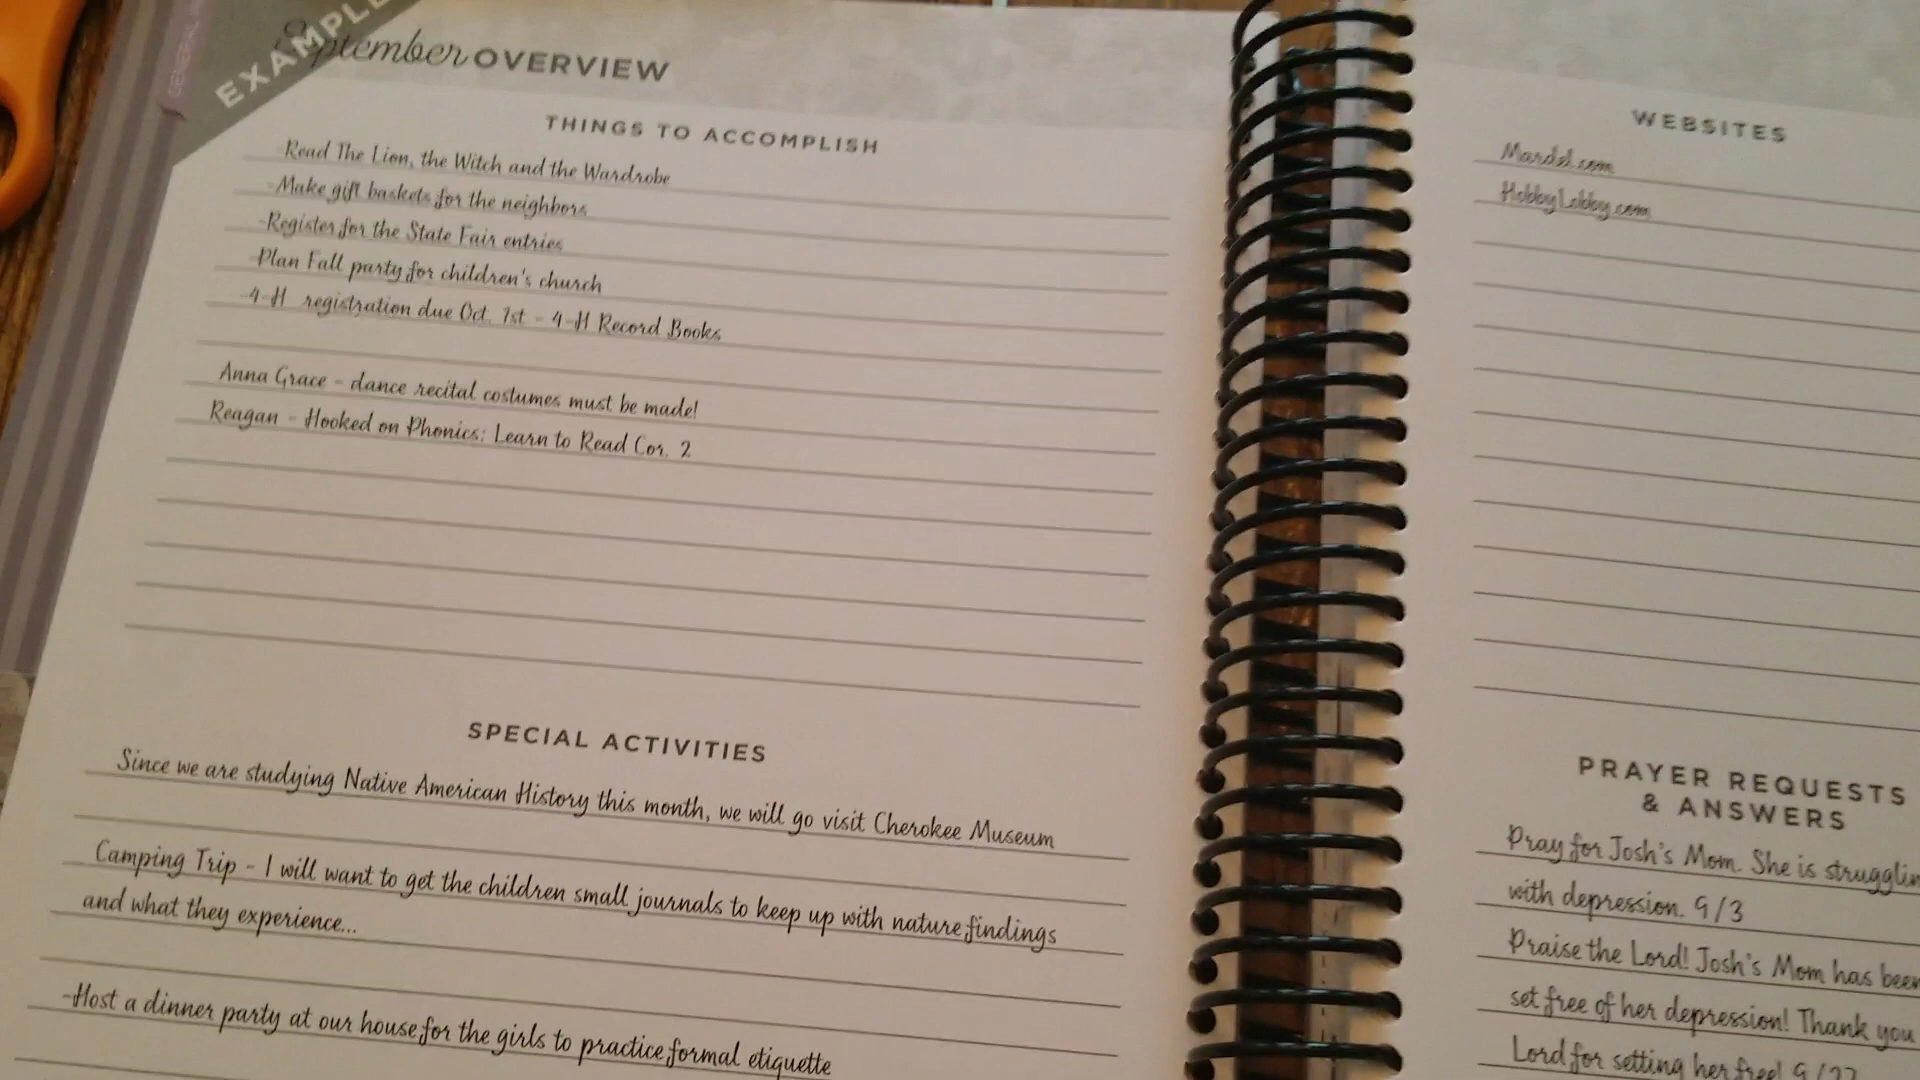 EXAMPLE
September OVERVIEW
THINGS TO ACCOMPLISH
-Read The Lion, the Witch and the Wardrobe
-Make gift baskets for the neighbors
-Register for the State Fair entries
-Plan Fall party for children's church
-4-H registration due Oct. 1st - 4-H Record Books
Anna Grace - dance recital costumes must be made!
Reagan - Hooked on Phonics: Learn to Read Cor. 2
SPECIAL ACTIVITIES
Since we are studying Native American History this month, we will go visit Cherokee Museum
Camping Trip - I will want to get the children small journals to keep up with nature findings
and what they experience...
-Host a dinner party at our house for the girls to practice formal etiquette
WEBSITES
Mardel.com
HobbyLobby.com
PRAYER REQUESTS
& ANSWERS
Pray for Josh's Mom. She is strugglin
with depression. 9/3
Praise the Lord! Josh's Mom has been
set free of her depression! Thank you
Lord for setting her free! 9/27
GENERAL